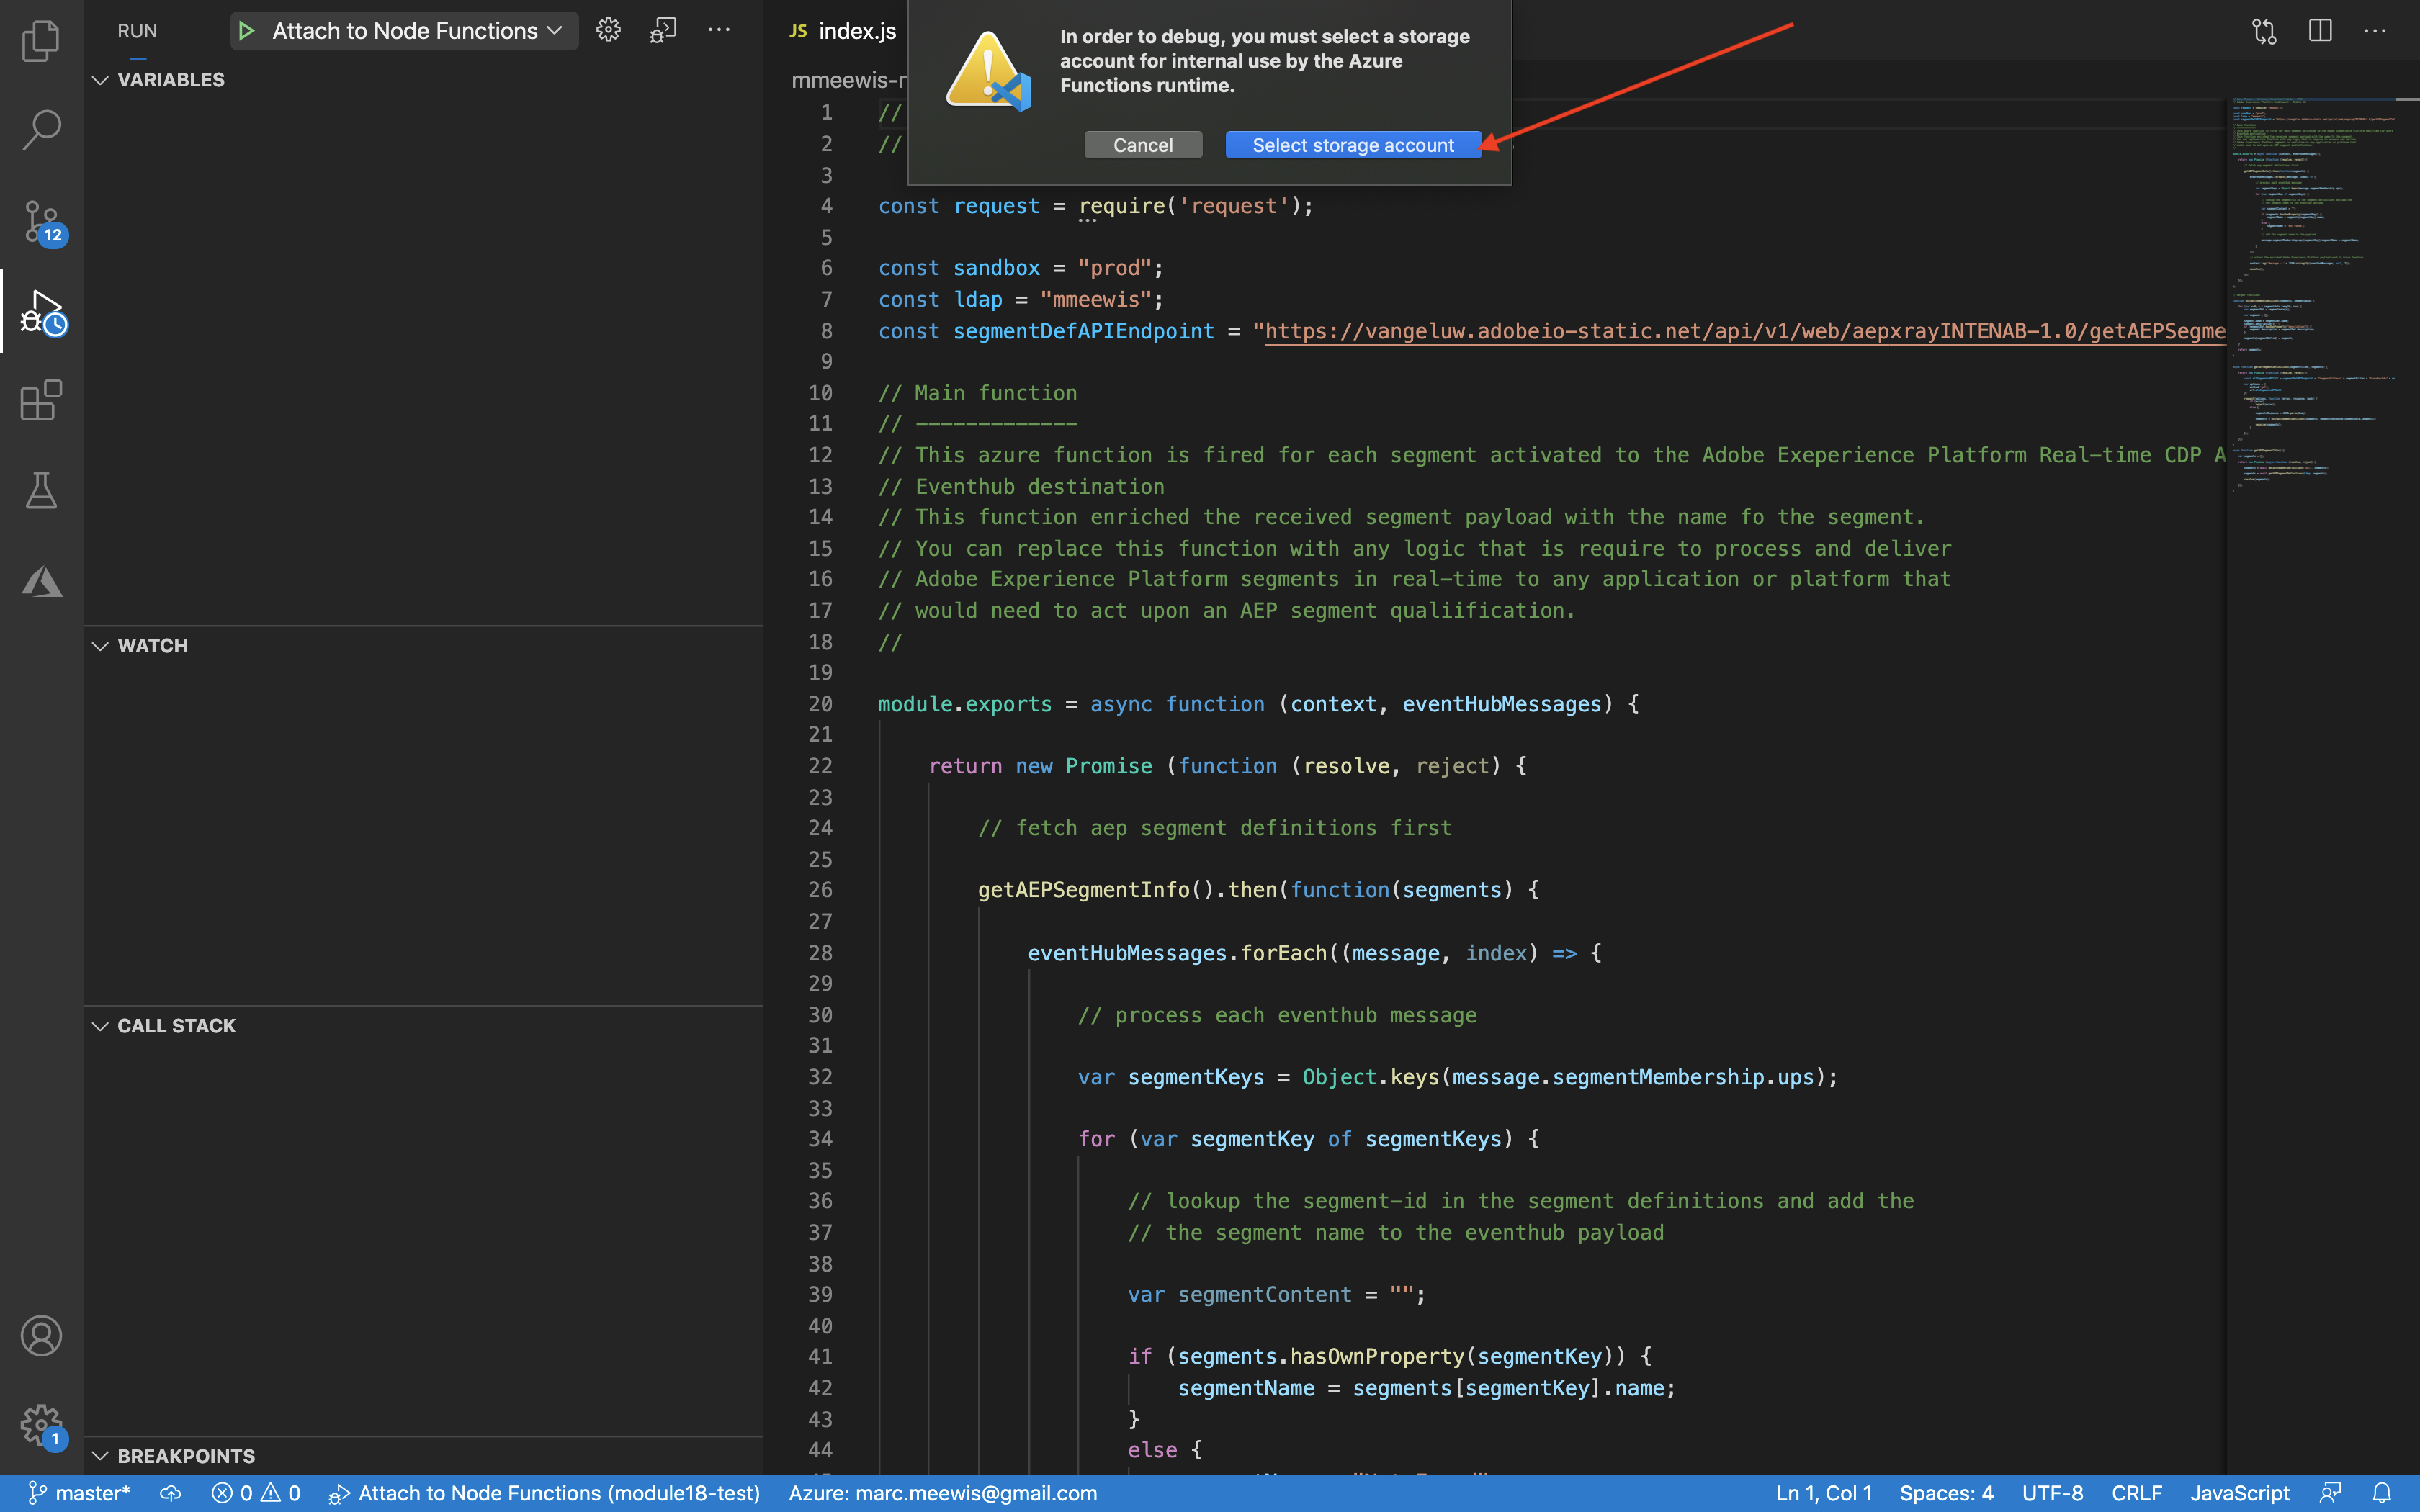 RUN
Attach to Node Functions
VARIABLES
WATCH
CALL STACK
BREAKPOINTS
12
1
JS index.js
mmeewis-
In order to debug, you must select a storage
account for internal use by the Azure
Functions runtime.
Cancel
Select storage account
1 //
2 //
3
4 const request = require('request');
5
6 const sandbox = "prod";
7 const ldap = "mmeewis";
8 const segmentDefAPIEndpoint = "https://vangeluw.adobeio-static.net/api/v1/web/aepxrayINTENAB-1.0/getAEPSegme
9
10 // Main function
11 // -------------
12 // This azure function is fired for each segment activated to the Adobe Exeperience Platform Real-time CDP A
13 // Eventhub destination
14 // This function enriched the received segment payload with the name fo the segment.
15 // You can replace this function with any logic that is require to process and deliver
16 // Adobe Experience Platform segments in real-time to any application or platform that
17 // would need to act upon an AEP segment qualiification.
18 //
19
20 module.exports = async function (context, eventHubMessages) {
21
22 return new Promise (function (resolve, reject) {
23
24 // fetch aep segment definitions first
25
26 getAEPSegmentInfo().then(function(segments) {
27
28 eventHubMessages.forEach((message, index) => {
29
30 // process each eventhub message
31
32 var segmentKeys = Object.keys(message.segmentMembership.ups);
33
34 for (var segmentKey of segmentKeys) {
35
36 // lookup the segment-id in the segment definitions and add the
37 // the segment name to the eventhub payload
38
39 var segmentContent = "";
40
41 if (segments.hasOwnProperty(segmentKey)) {
42 segmentName = segments[segmentKey].name;
43 }
44 else {
master* 0 0 Attach to Node Functions (module18-test) Azure: marc.meewis@gmail.com Ln 1, Col 1 Spaces: 4 UTF-8 CRLF JavaScript